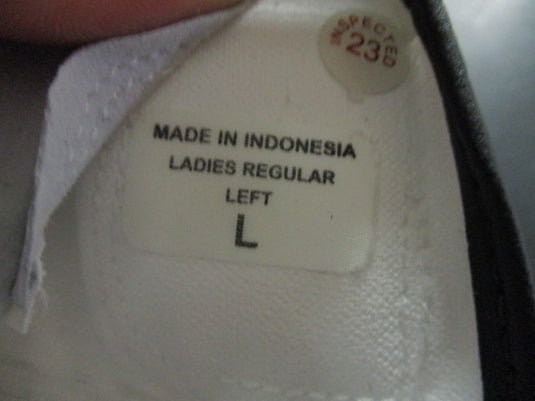 INSPECTED
23
MADE IN INDONESIA
LADIES REGULAR
LEFT
L